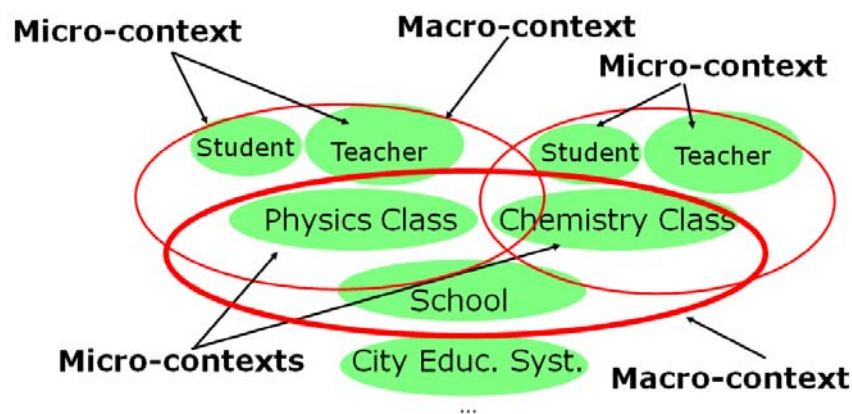 Micro-context
Macro-context
Micro-context
Student
Teacher
Student
Teacher
Physics Class
Chemistry Class
School
Micro-contexts
City Educ. Syst.
Macro-context
...